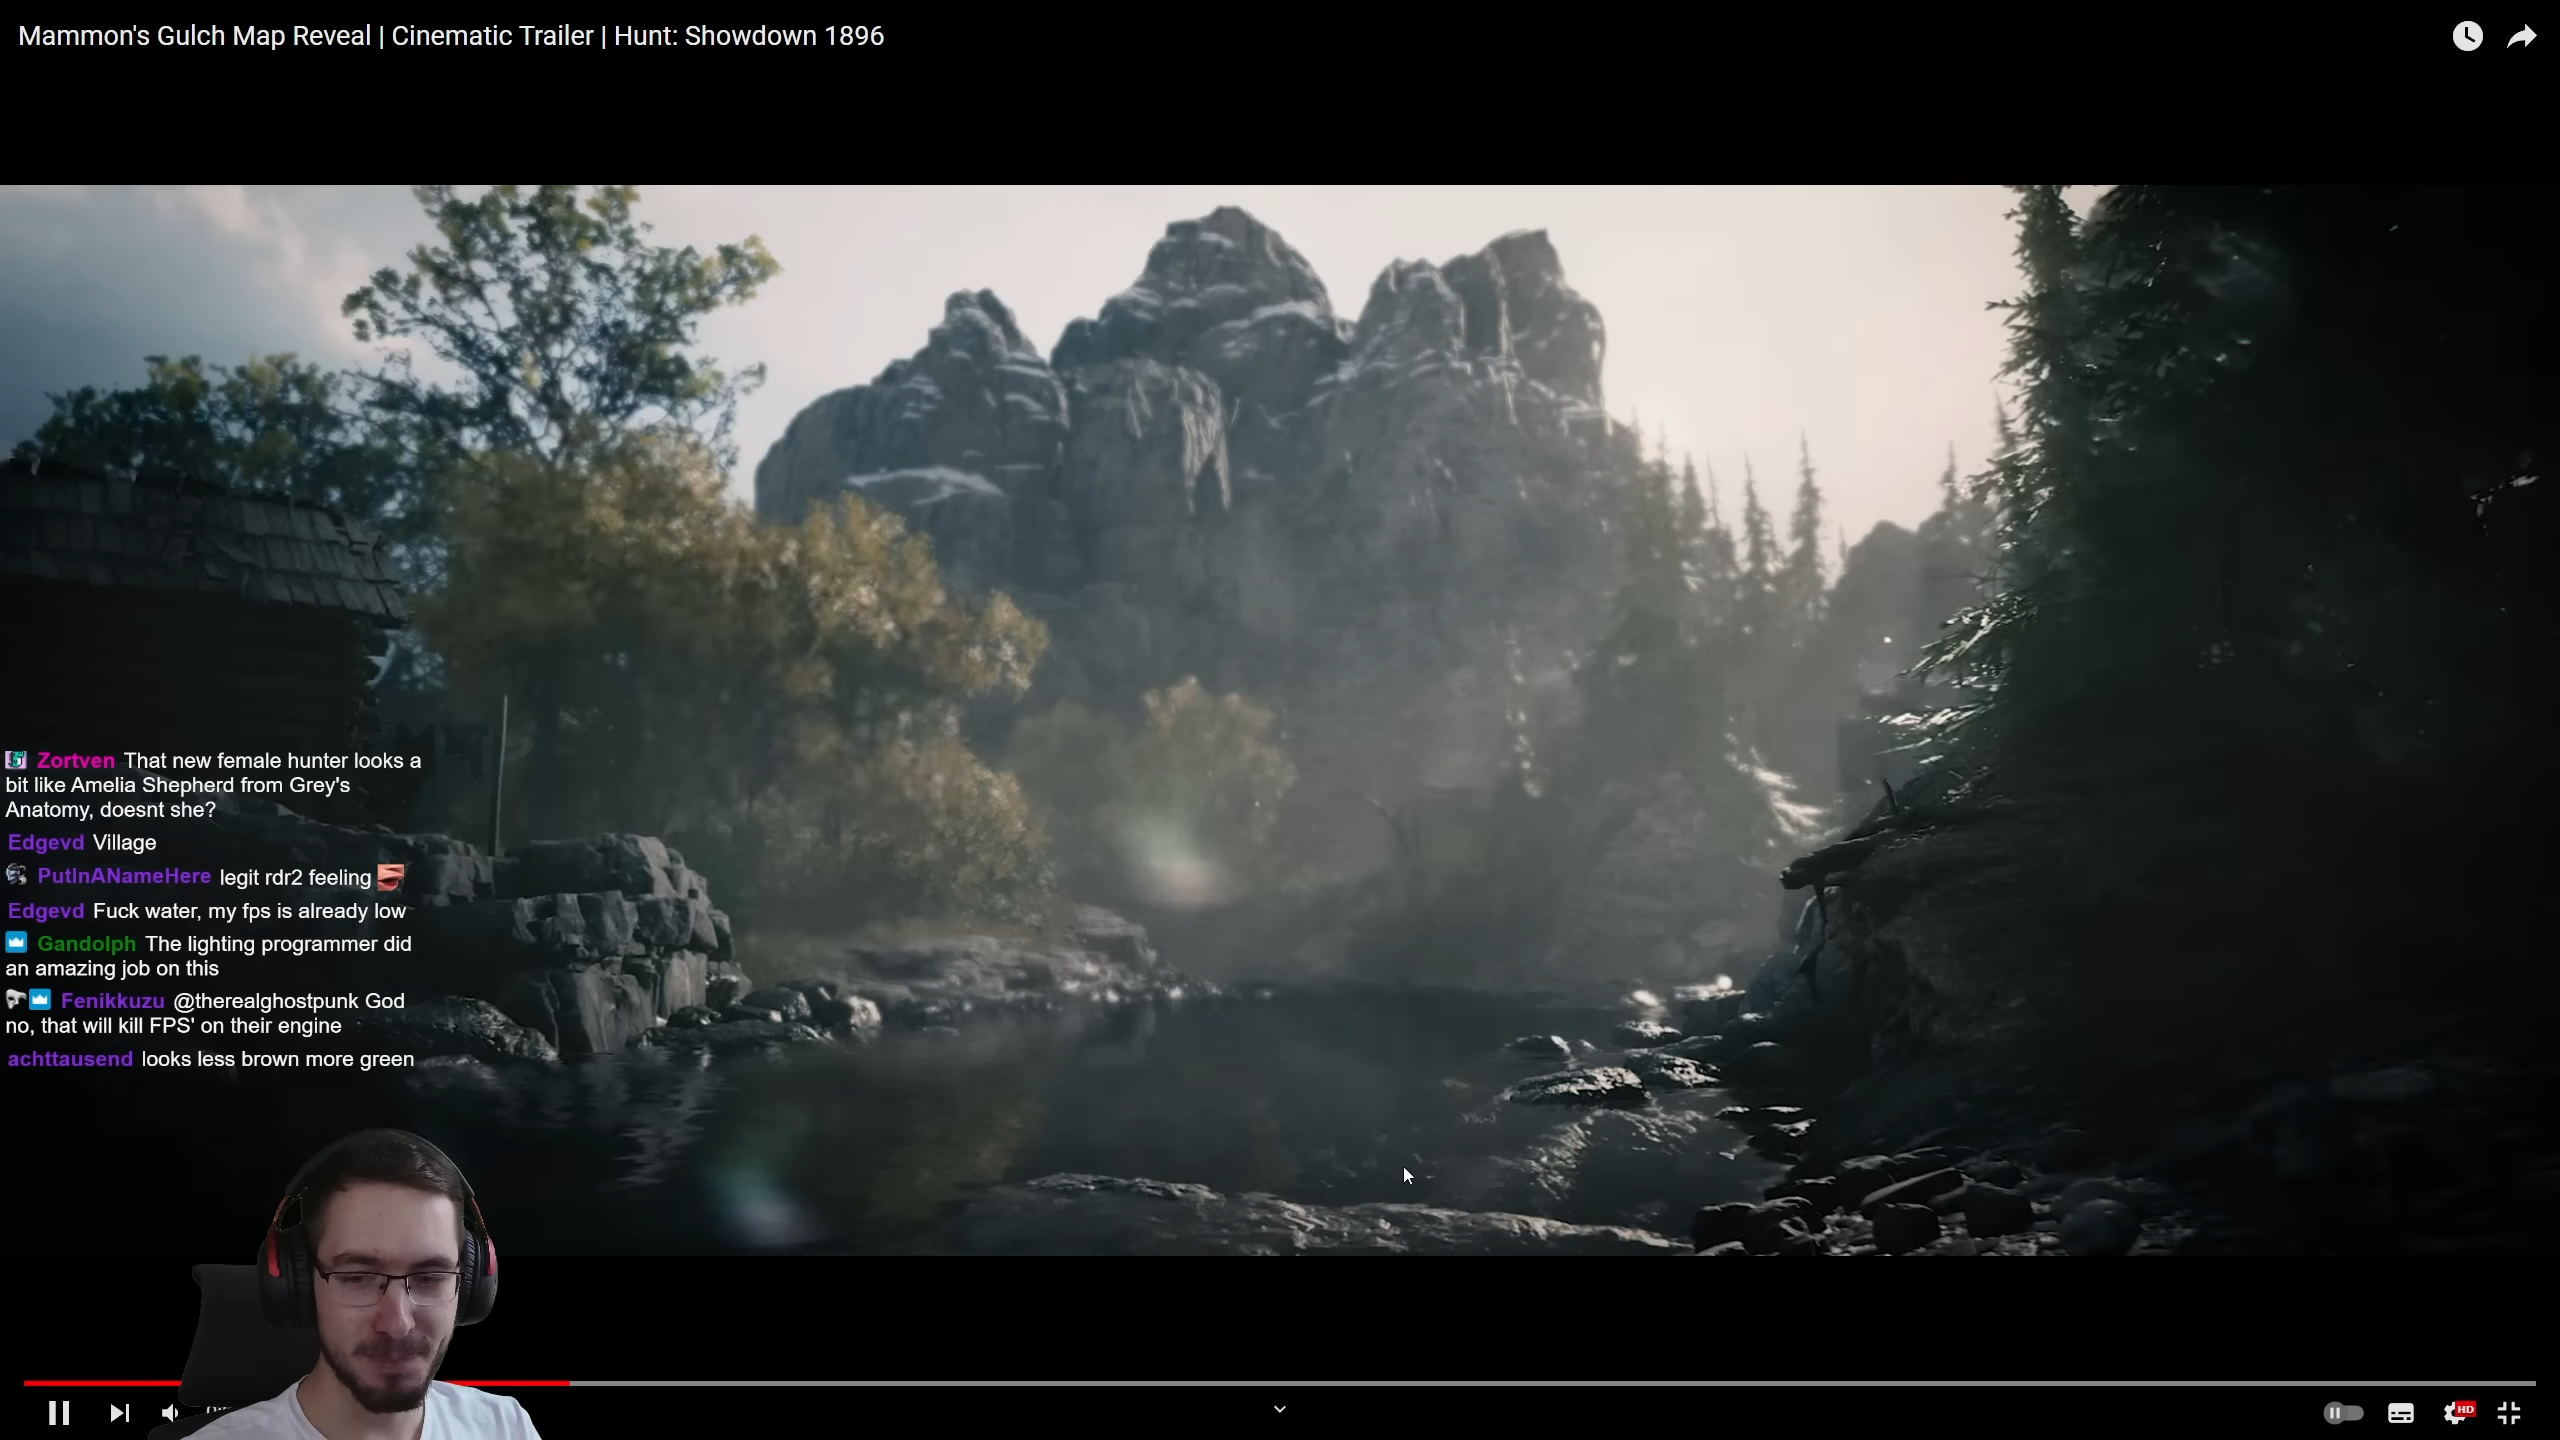 Mammon's Gulch Map Reveal | Cinematic Trailer | Hunt: Showdown 1896
Zortven That new female hunter looks a
bit like Amelia Shepherd from Grey's
Anatomy, doesnt she?
Edgevd Village
PutInANameHere legit rdr2 feeling
Edgevd Fuck water, my fps is already low
Gandolph The lighting programmer did
an amazing job on this
Fenikkuzu @therealghostpunk God
no, that will kill FPS' on their engine
achttausend looks less brown more green
HD